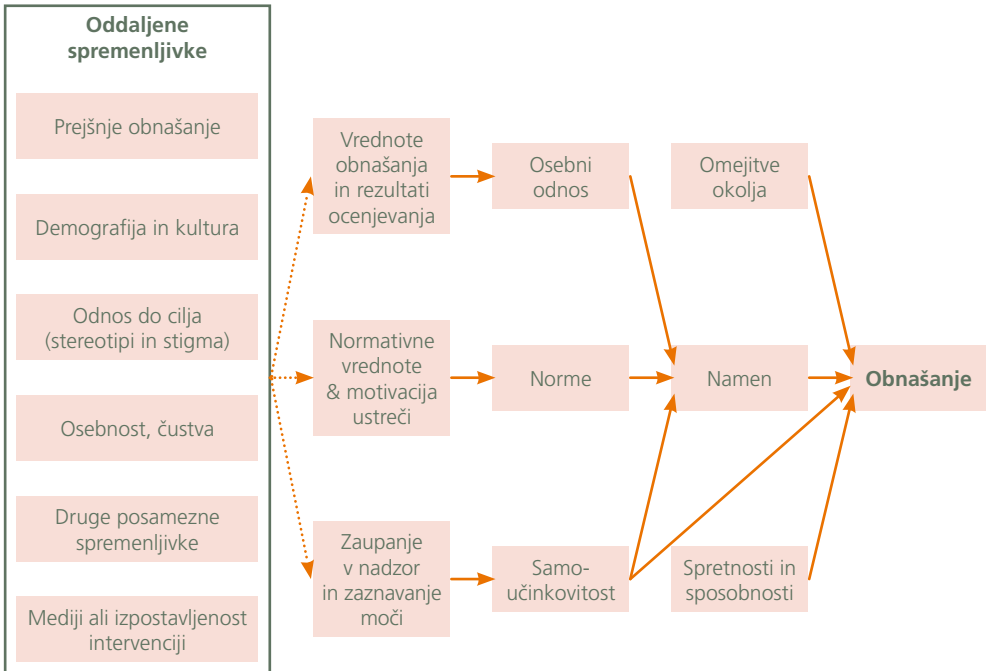 Oddaljene
spremenljivke
Prejšnje obnašanje
Demografija in kultura
Odnos do cilja
(stereotipi in stigma)
Osebnost, čustva
Druge posamezne
spremenljivke
Mediji ali izpostavljenost
intervenciji
Vrednote
obnašanja
in rezultati
ocenjevanja
Normativne
vrednote
& motivacija
ustreči
Zaupanje
v nadzor
in zaznavanje
moči
Osebni
odnos
Norme
Samo-
učinkovitost
Omejitve
okolja
Namen
Spretnosti in
sposobnosti
Obnašanje